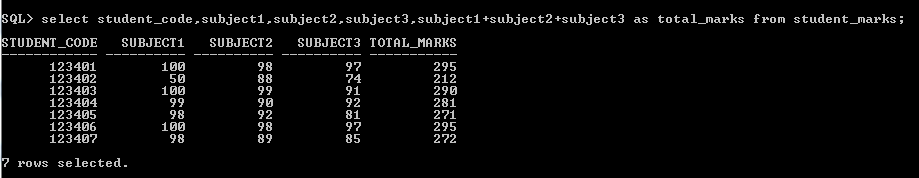 SQL> select student_code,subject1,subject2,subject3,subject1+subject2+subject3 as total_marks from student_marks;
STUDENT_CODE SUBJECT1 SUBJECT2 SUBJECT3 TOTAL_MARKS
------------ ---------- ---------- ---------- -----------
123401 100 98 97 295
123402 50 88 74 212
123403 100 99 91 290
123404 99 90 92 281
123405 98 92 81 271
123406 100 98 97 295
123407 98 89 85 272
7 rows selected.